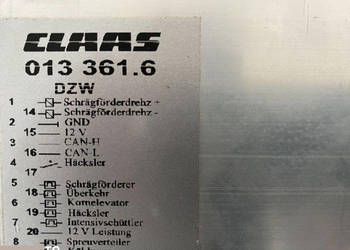 CLAAS
013 361.6
DZW
1 Schrägförderdrehz +
14 Schrägförderdrehz -
2 GND
15 12 V
3 CAN-H
16 CAN-L
4 Häcksler
17
5 Schrägförderer
18 Überkehr
6 Kornelevator
19 Häcksler
7 Intensivschüttler
20 12 V Leistung
8 Spreuverteiler